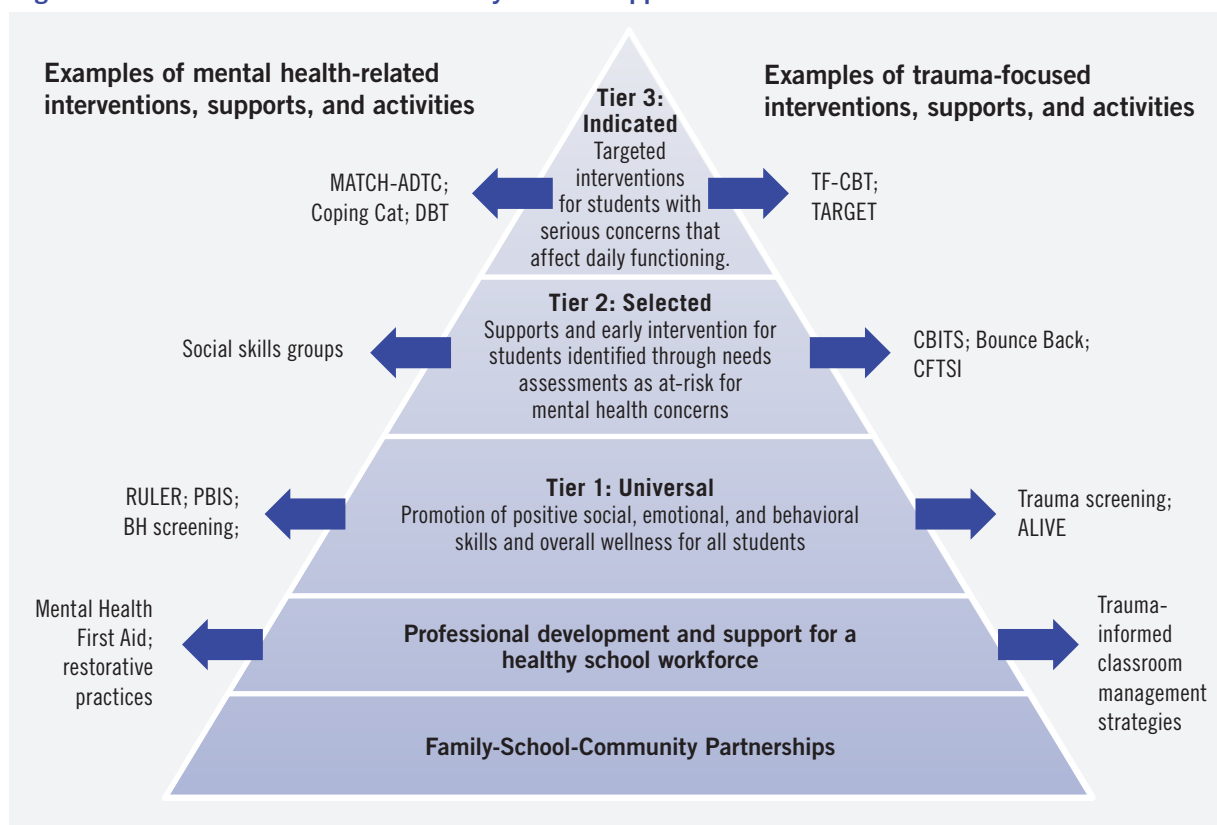 Examples of mental health-related
interventions, supports, and activities
Examples of trauma-focused
interventions, supports, and activities
Tier 3:
Indicated
Targeted
interventions
for students with
serious concerns that
affect daily functioning.
MATCH-ADTC;
Coping Cat; DBT
TF-CBT;
TARGET
Tier 2: Selected
Supports and early intervention for
students identified through needs
assessments as at-risk for
mental health concerns
Social skills groups
CBITS; Bounce Back;
CFTSI
Tier 1: Universal
Promotion of positive social, emotional, and behavioral
skills and overall wellness for all students
RULER; PBIS;
BH screening;
Trauma screening;
ALIVE
Professional development and support for a
healthy school workforce
Mental Health
First Aid;
restorative
practices
Trauma-
informed
classroom
management
strategies
Family-School-Community Partnerships